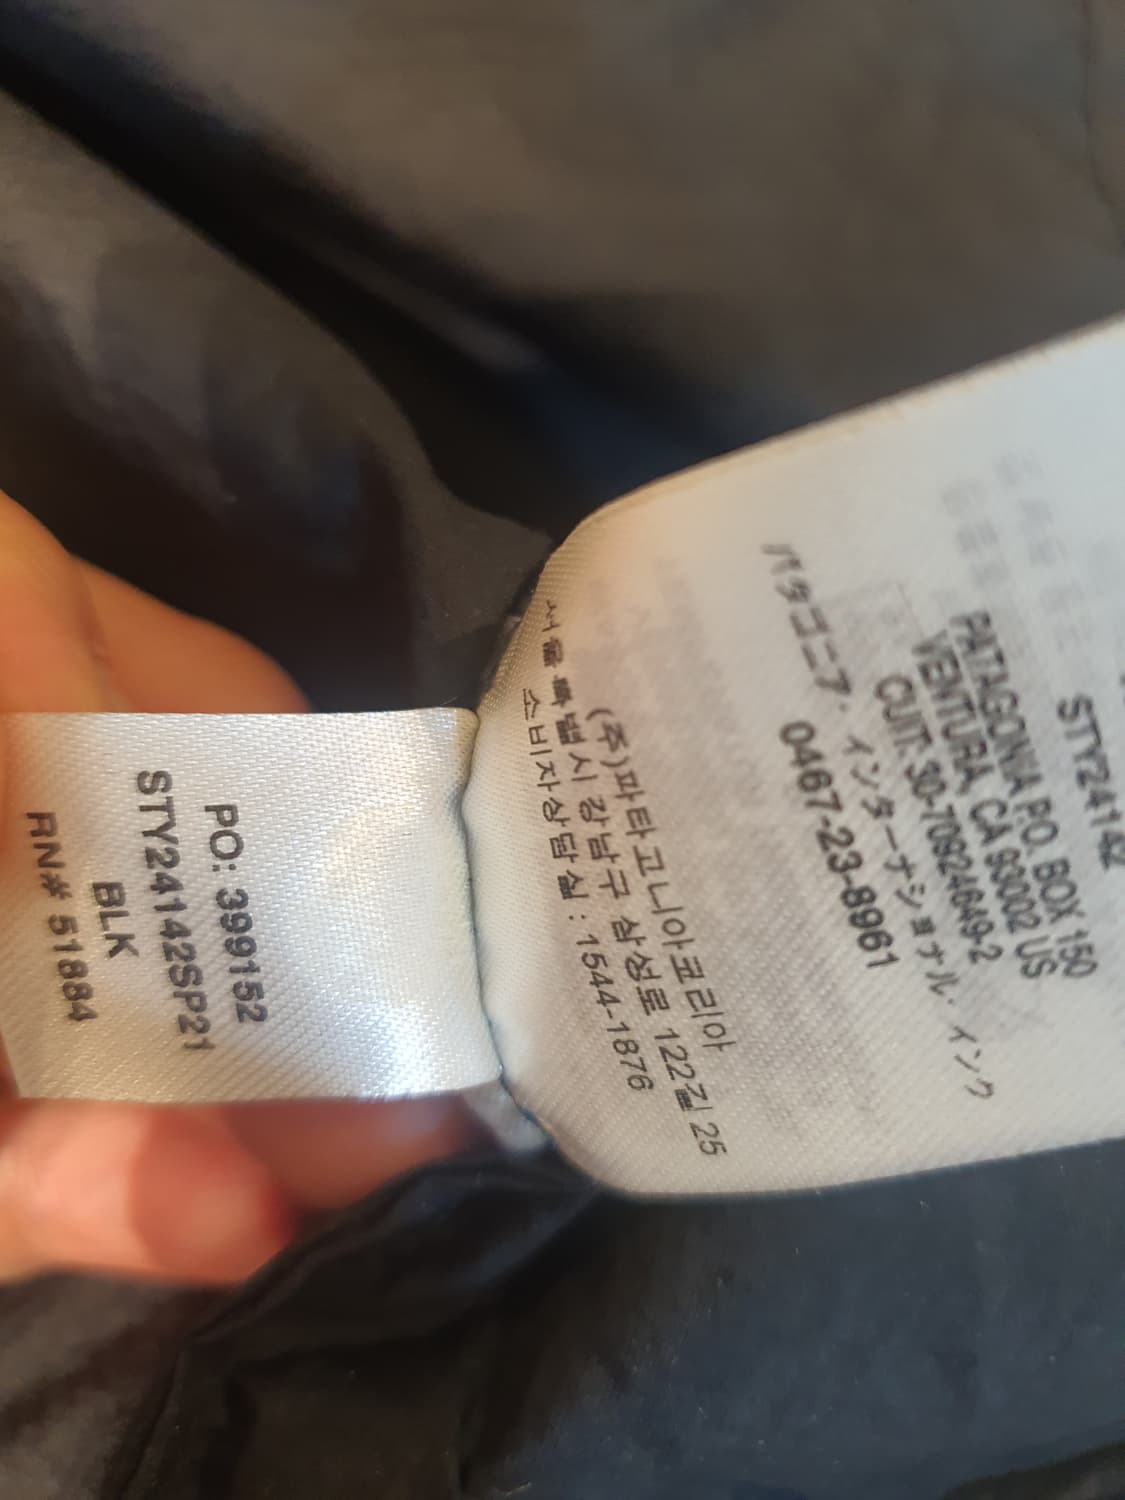 PO: 399152
STY24142SP21
BLK
RN# 51884
STY24142
PATAGONIA P.O. BOX 150
VENTURA, CA 93002 US
CUIT: 30-70924649-2
パタゴニア・インターナショナル・インク
0467-23-8961
(주)파타고니아코리아
서울특별시 강남구 삼성로 122길 25
소비자상담실 : 1544-1876